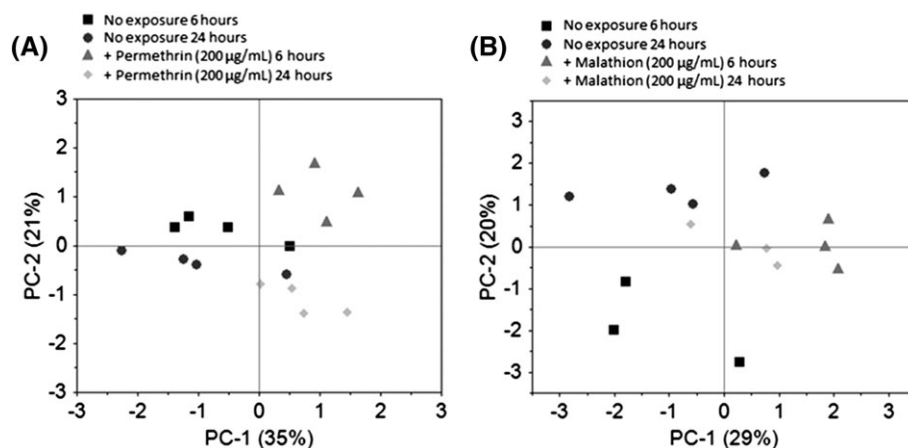 (A)
■ No exposure 6 hours
● No exposure 24 hours
▲ + Permethrin (200 µg/mL) 6 hours
◆ + Permethrin (200 µg/mL) 24 hours
3
2
1
0
-1
-2
-3
PC-2 (21%)
-3 -2 -1 0 1 2 3
PC-1 (35%)
(B)
■ No exposure 6 hours
● No exposure 24 hours
▲ + Malathion (200 µg/mL) 6 hours
◆ + Malathion (200 µg/mL) 24 hours
3
2
1
0
-1
-2
-3
PC-2 (20%)
-3 -2 -1 0 1 2 3
PC-1 (29%)